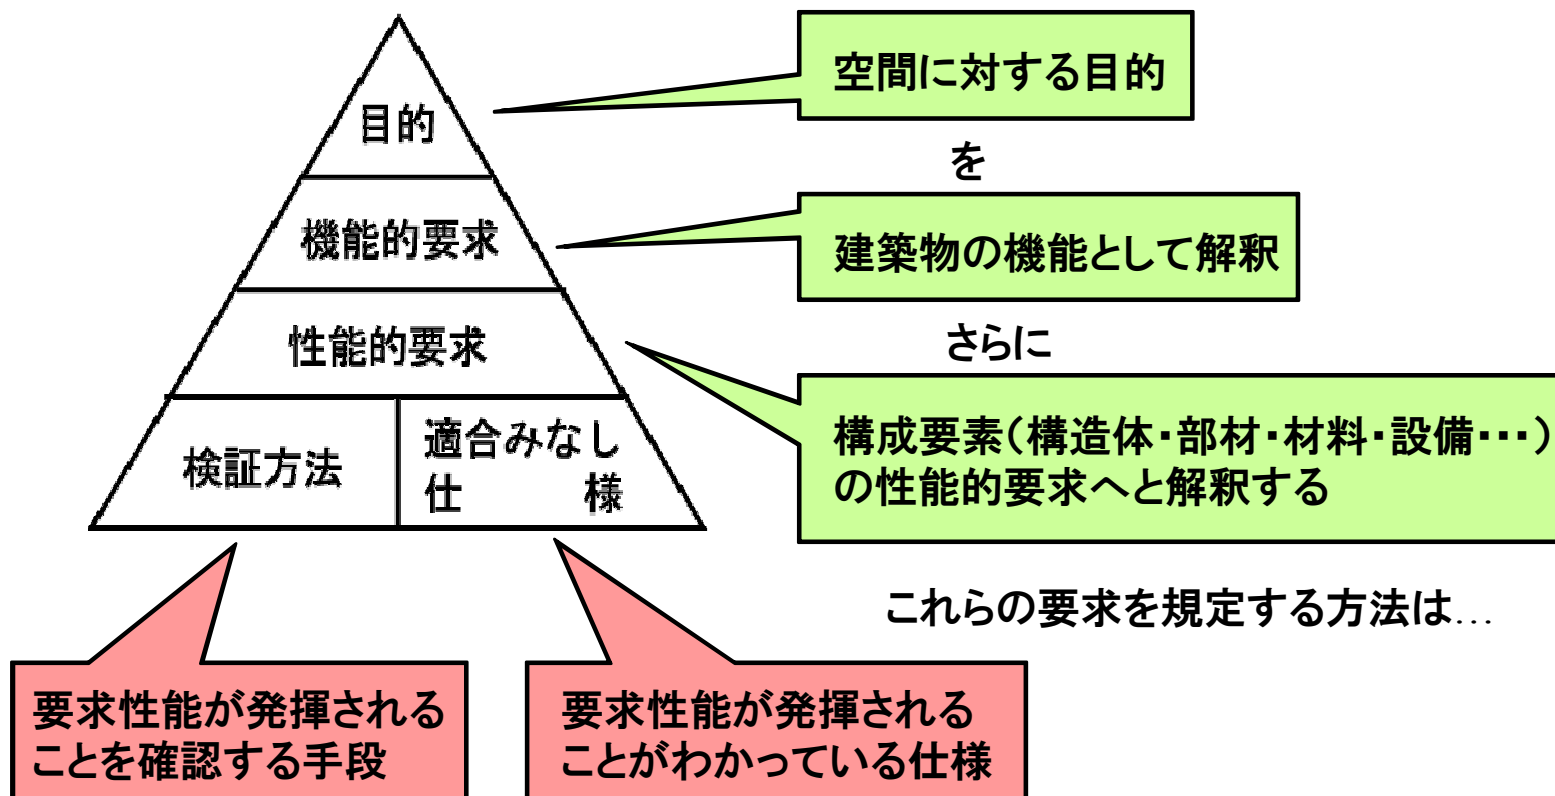 目的
機能的要求
性能的要求
検証方法
適合みなし
仕　　様
空間に対する目的
を
建築物の機能として解釈
さらに
構成要素（構造体・部材・材料・設備・・・）
の性能的要求へと解釈する
これらの要求を規定する方法は…
要求性能が発揮される
ことを確認する手段
要求性能が発揮される
ことがわかっている仕様